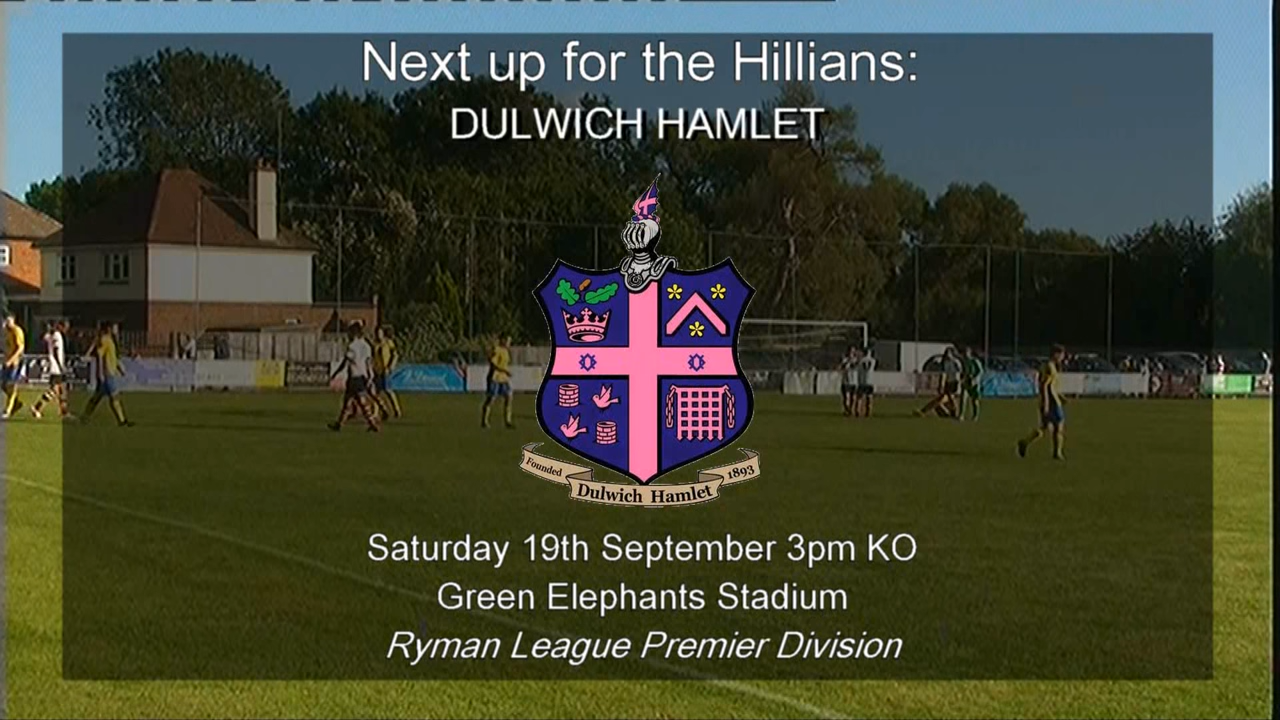 Next up for the Hillians:
DULWICH HAMLET
Founded
1893
Dulwich Hamlet
Saturday 19th September 3pm KO
Green Elephants Stadium
Ryman League Premier Division